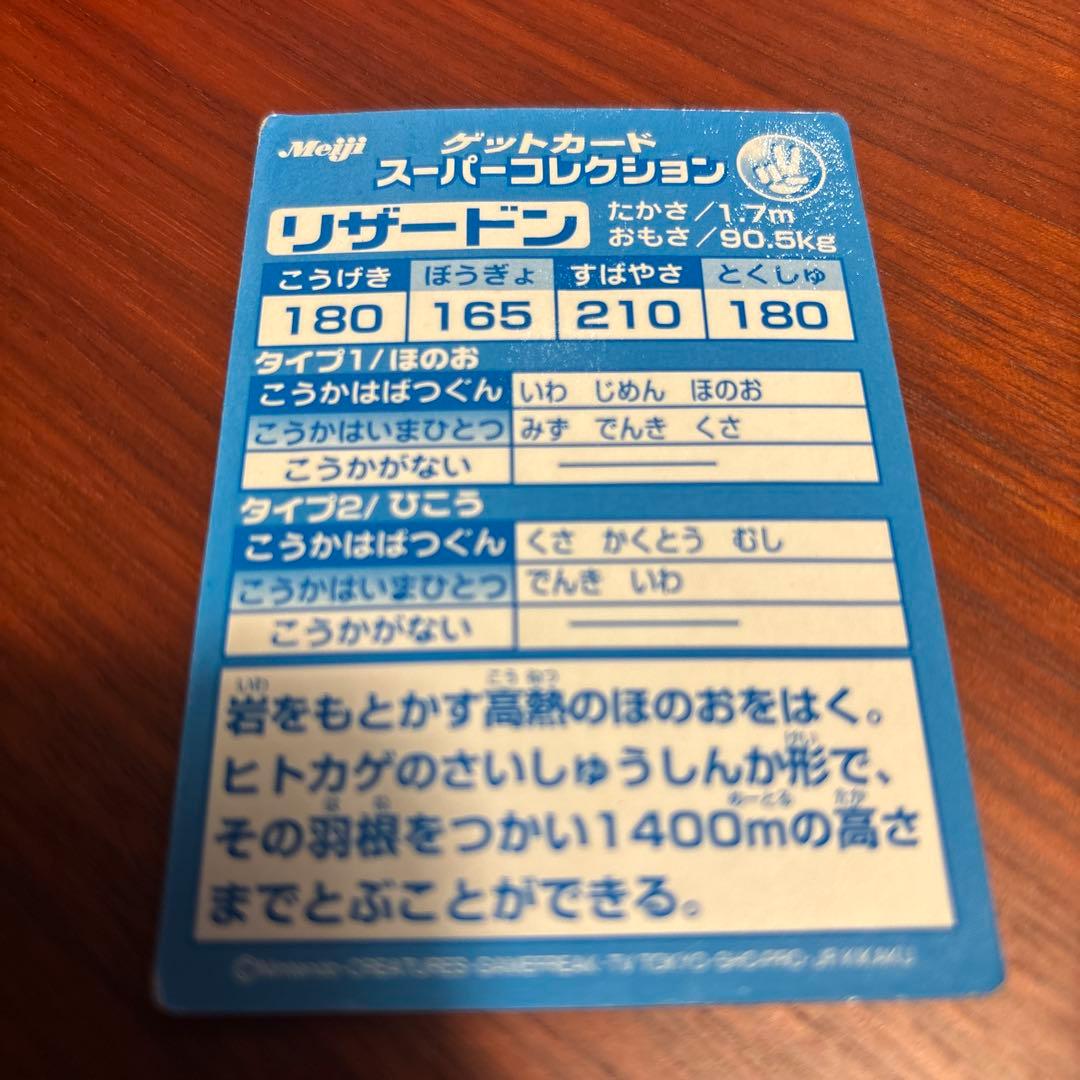 Meiji
ゲットカード
スーパーコレクション
リザードン
たかさ/1.7m
おもさ/90.5kg
こうげき ほうぎょ すばやさ とくしゅ
180 165 210 180
タイプ1/ほのお
こうかはばつぐん いわ じめん ほのお
こうかはいまひとつ みず でんき くさ
こうかがない ―
タイプ2/ひこう
こうかはばつぐん くさ かくとう むし
こうかはいまひとつ でんき いわ
こうかがない ―
岩をもとかす高熱のほのおをはく。
ヒトカゲのさいしゅうしんか形で、
その羽根をつかい1400mの高さ
までとぶことができる。
©Nintendo・CREATURES・GAMEFREAK・TV TOKYO・SHO-PRO・JR KIKAKU